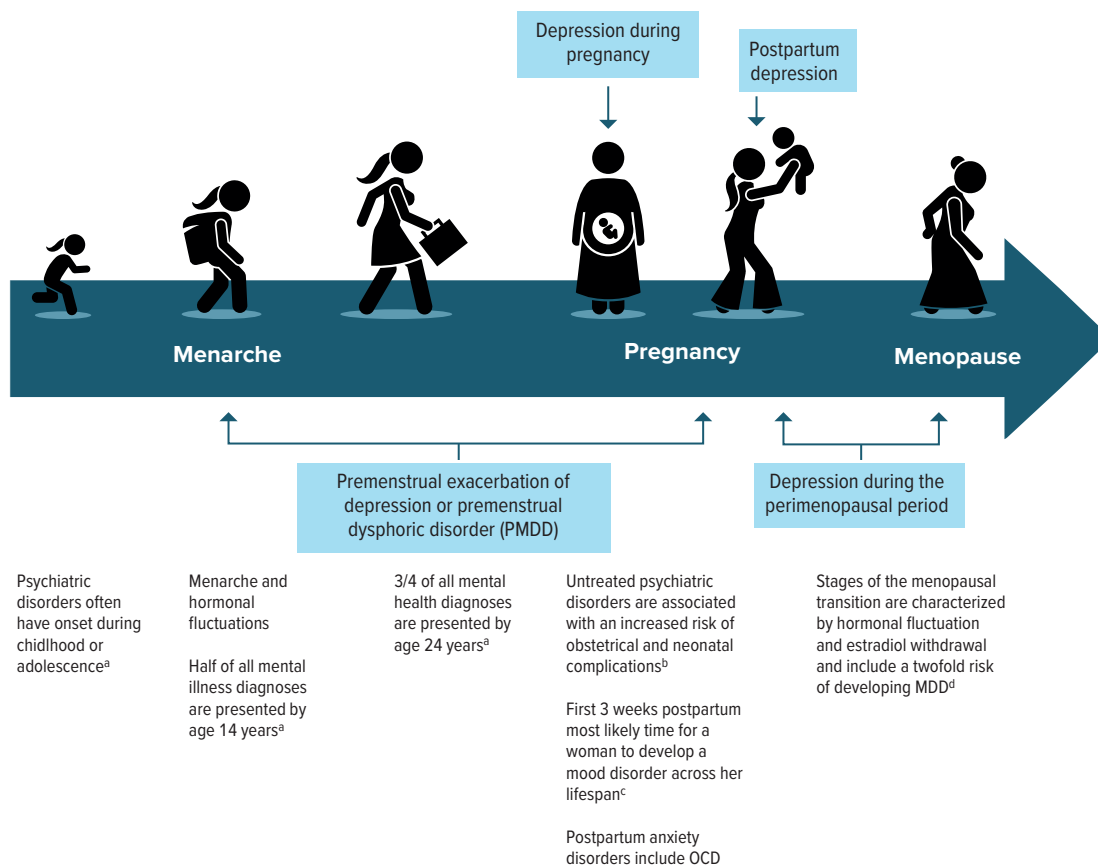 Depression during
pregnancy
Postpartum
depression
Menarche
Pregnancy
Menopause
Premenstrual exacerbation of
depression or premenstrual
dysphoric disorder (PMDD)
Depression during the
perimenopausal period
Psychiatric
disorders often
have onset during
chidlhood or
adolescenceᵃ
Menarche and
hormonal
fluctuations
Half of all mental
illness diagnoses
are presented by
age 14 yearsᵃ
3/4 of all mental
health diagnoses
are presented by
age 24 yearsᵃ
Untreated psychiatric
disorders are associated
with an increased risk of
obstetrical and neonatal
complicationsᵇ
First 3 weeks postpartum
most likely time for a
woman to develop a
mood disorder across her
lifespanᶜ
Postpartum anxiety
disorders include OCD
Stages of the menopausal
transition are characterized
by hormonal fluctuation
and estradiol withdrawal
and include a twofold risk
of developing MDDᵈ